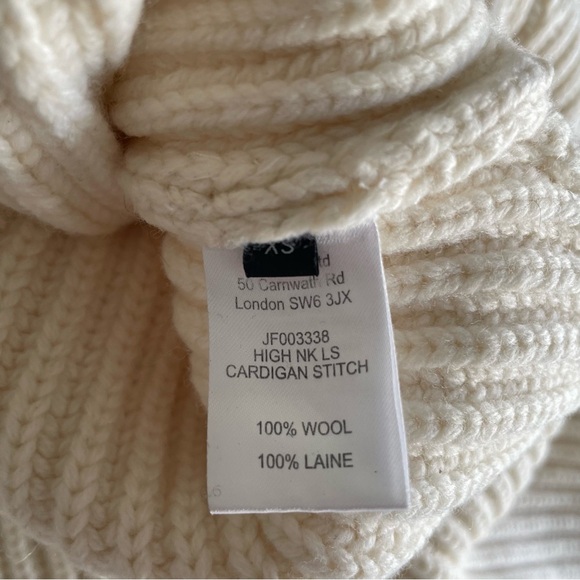 XS
50 Carnwath Rd
London SW6 3JX
JF003338
HIGH NK LS
CARDIGAN STITCH
100% WOOL
100% LAINE